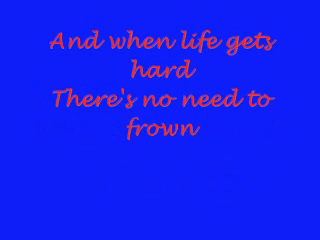 And when life gets
hard
There's no need to
frown